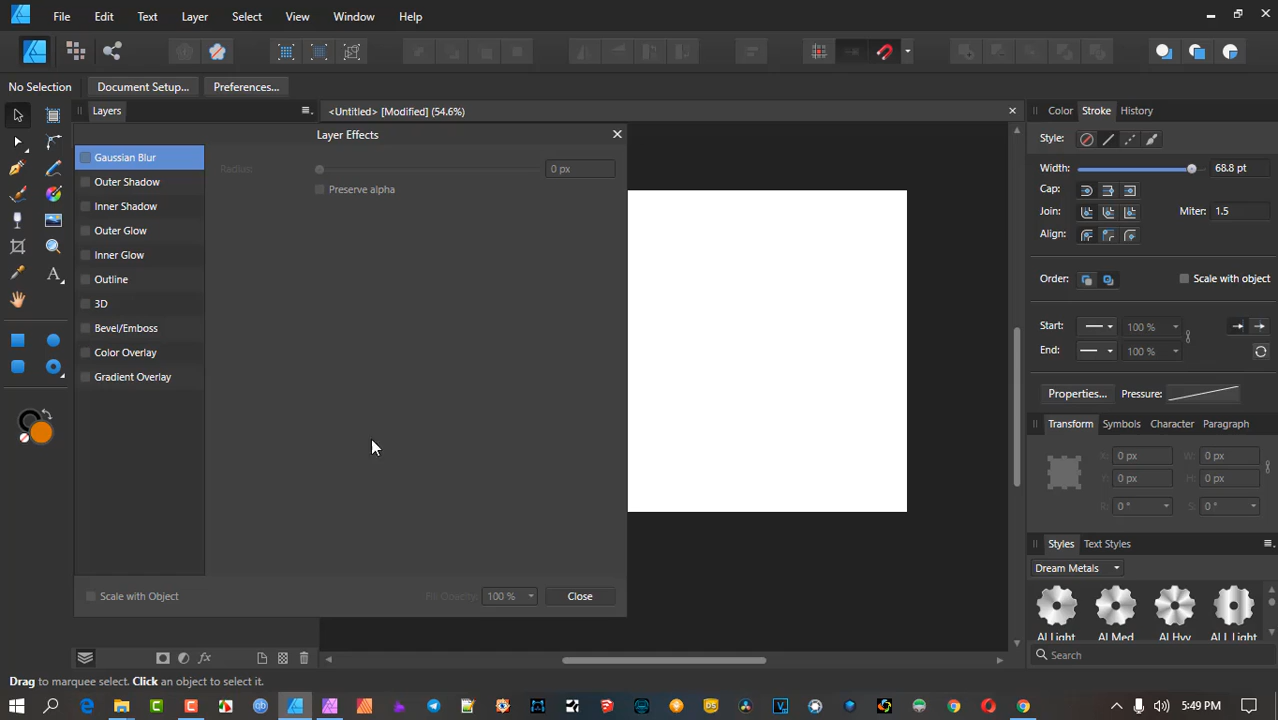 File Edit Text Layer Select View Window Help
No Selection Document Setup... Preferences...
Layers <Untitled> [Modified] (54.6%) Color Stroke History
Layer Effects
Gaussian Blur
Outer Shadow
Inner Shadow
Outer Glow
Inner Glow
Outline
3D
Bevel/Emboss
Color Overlay
Gradient Overlay
Radius: 0 px
Preserve alpha
Scale with Object Fill Opacity: 100 % Close
Style:
Width: 68.8 pt
Cap:
Join: Miter: 1.5
Align:
Order: Scale with object
Start: 100 %
End: 100 %
Properties... Pressure:
Transform Symbols Character Paragraph
X: 0 px W: 0 px
Y: 0 px H: 0 px
R: 0 ° S: 0 °
Styles Text Styles
Dream Metals
Al Light Al Med Al Hvy ALL Light
Search
fx
Drag to marquee select. Click an object to select it.
5:49 PM